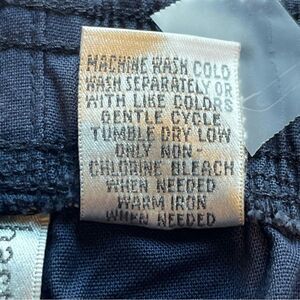 MACHINE WASH COLD
WASH SEPARATELY OR
WITH LIKE COLORS
GENTLE CYCLE
TUMBLE DRY LOW
ONLY NON-
CHLORINE BLEACH
WHEN NEEDED
WARM IRON
WHEN NEEDED